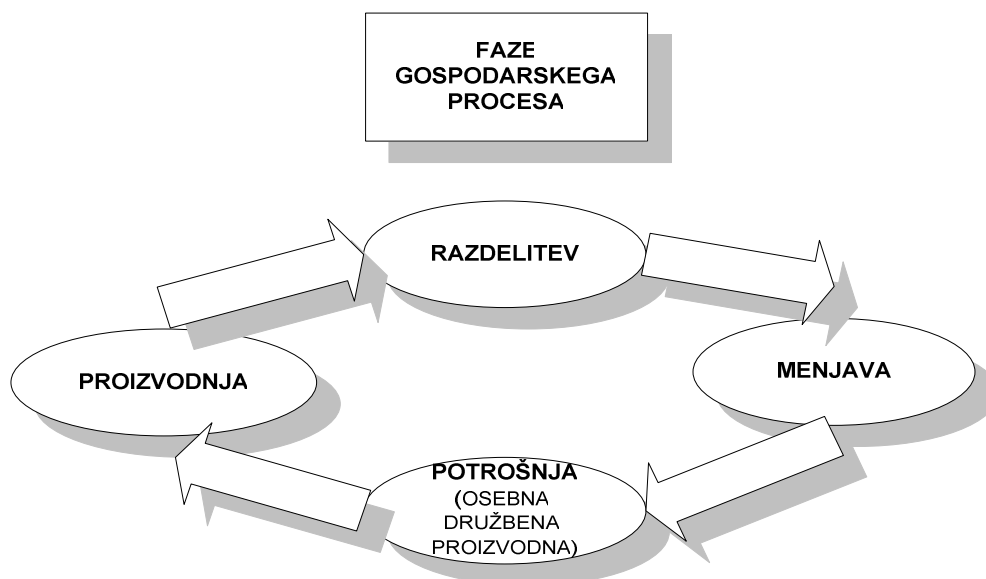 FAZE
GOSPODARSKEGA
PROCESA
RAZDELITEV
PROIZVODNJA
MENJAVA
POTROŠNJA
(OSEBNA
DRUŽBENA
PROIZVODNA)